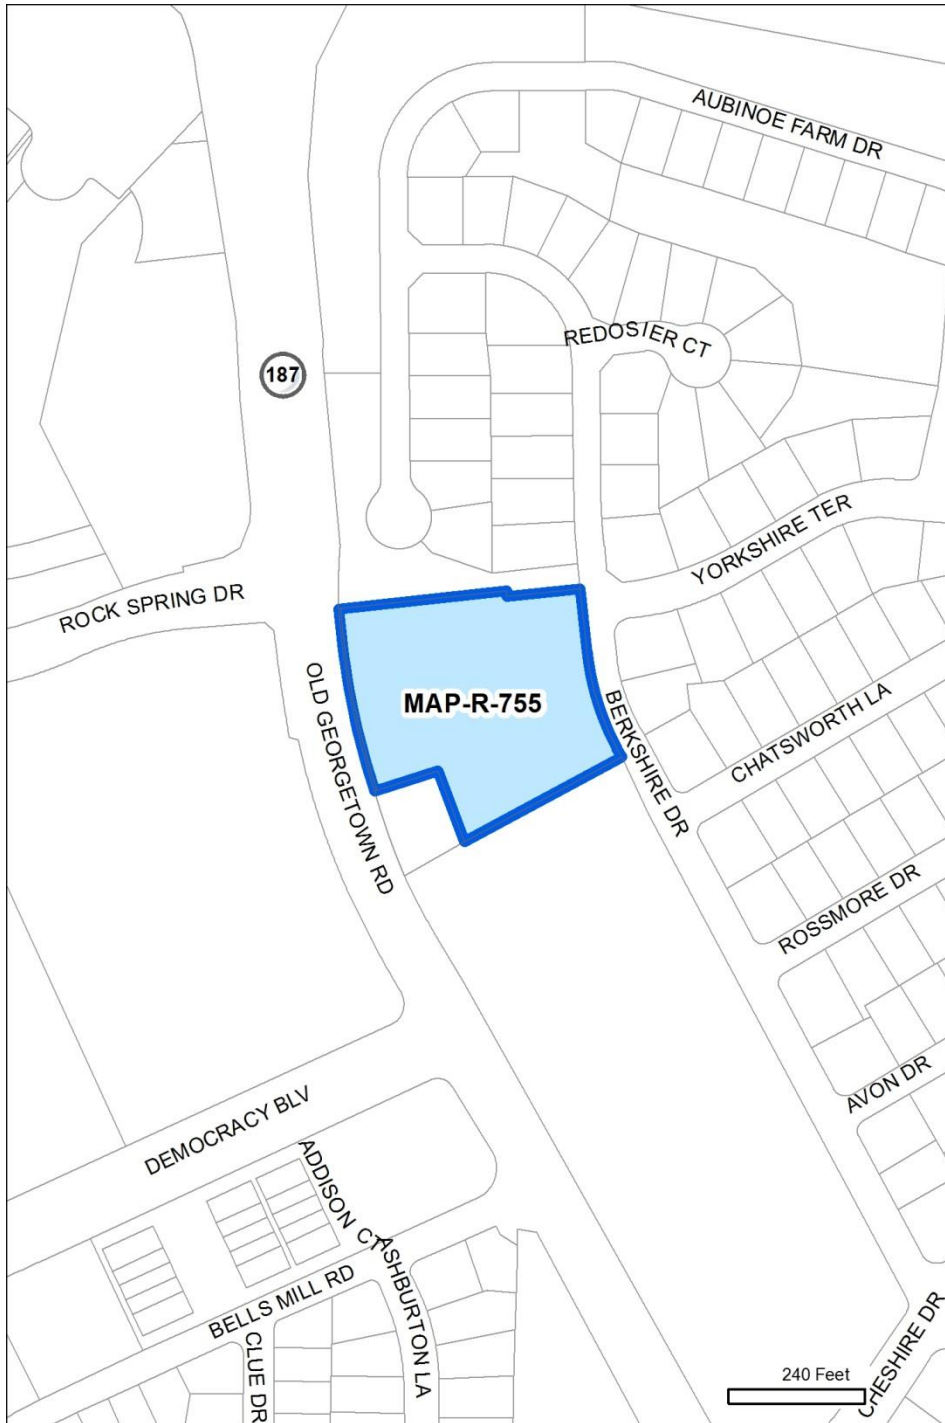 AUBINOE FARM DR
REDOSIER CT
187
YORKSHIRE TER
ROCK SPRING DR
MAP-R-755
OLD GEORGETOWN RD
BERKSHIRE DR
CHATSWORTH LA
ROSSMORE DR
AVON DR
DEMOCRACY BLV
ADDISON CT
ASHBURTON LA
BELLS MILL RD
CLUE DR
CHESHIRE DR
240 Feet